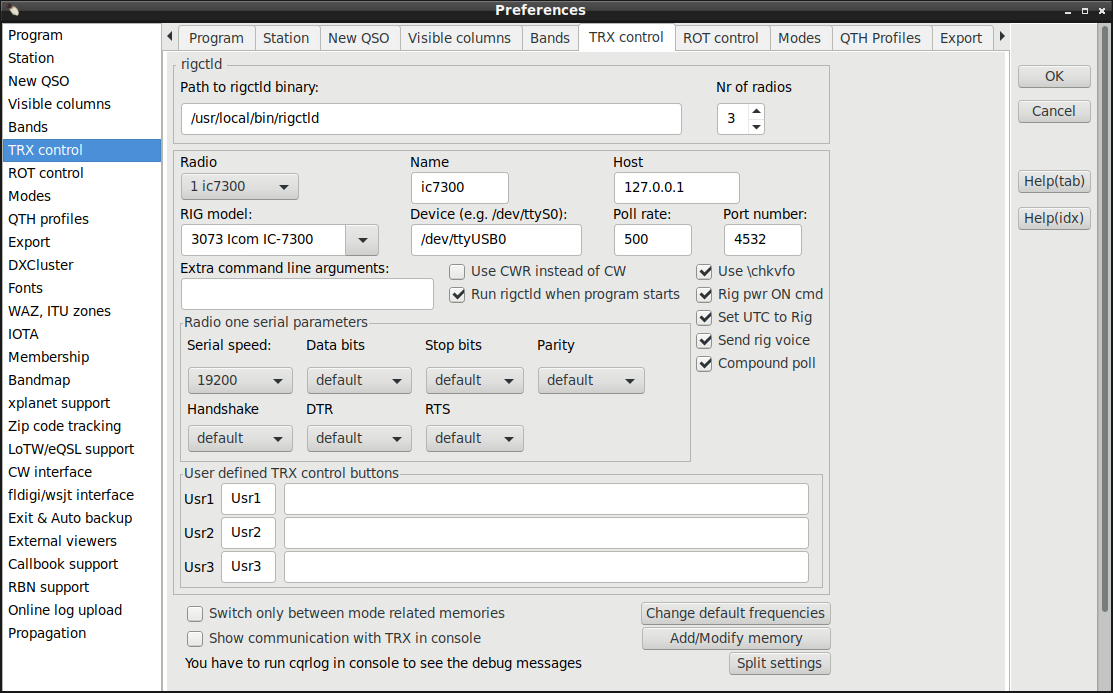 Preferences
Program
Station
New QSO
Visible columns
Bands
TRX control
ROT control
Modes
QTH profiles
Export
DXCluster
Fonts
WAZ, ITU zones
IOTA
Membership
Bandmap
xplanet support
Zip code tracking
LoTW/eQSL support
CW interface
fldigi/wsjt interface
Exit & Auto backup
External viewers
Callbook support
RBN support
Online log upload
Propagation
Program Station New QSO Visible columns Bands TRX control ROT control Modes QTH Profiles Export
rigctld
Path to rigctld binary: Nr of radios
/usr/local/bin/rigctld 3
Radio Name Host
1 ic7300 ic7300 127.0.0.1
RIG model: Device (e.g. /dev/ttyS0): Poll rate: Port number:
3073 Icom IC-7300 /dev/ttyUSB0 500 4532
Extra command line arguments: Use CWR instead of CW Use \chkvfo
Run rigctld when program starts Rig pwr ON cmd
Set UTC to Rig
Send rig voice
Compound poll
Radio one serial parameters
Serial speed: Data bits Stop bits Parity
19200 default default default
Handshake DTR RTS
default default default
User defined TRX control buttons
Usr1 Usr1
Usr2 Usr2
Usr3 Usr3
Switch only between mode related memories Change default frequencies
Show communication with TRX in console Add/Modify memory
You have to run cqrlog in console to see the debug messages Split settings
OK
Cancel
Help(tab)
Help(idx)